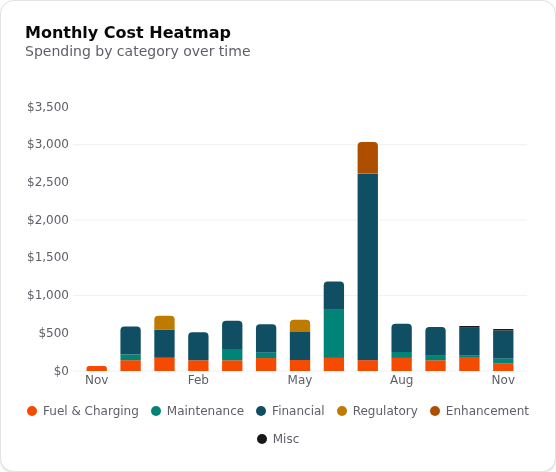 Monthly Cost Heatmap
Spending by category over time
$3,500
$3,000
$2,500
$2,000
$1,500
$1,000
$500
$0
Nov Feb May Aug Nov
Fuel & Charging Maintenance Financial Regulatory Enhancement
Misc